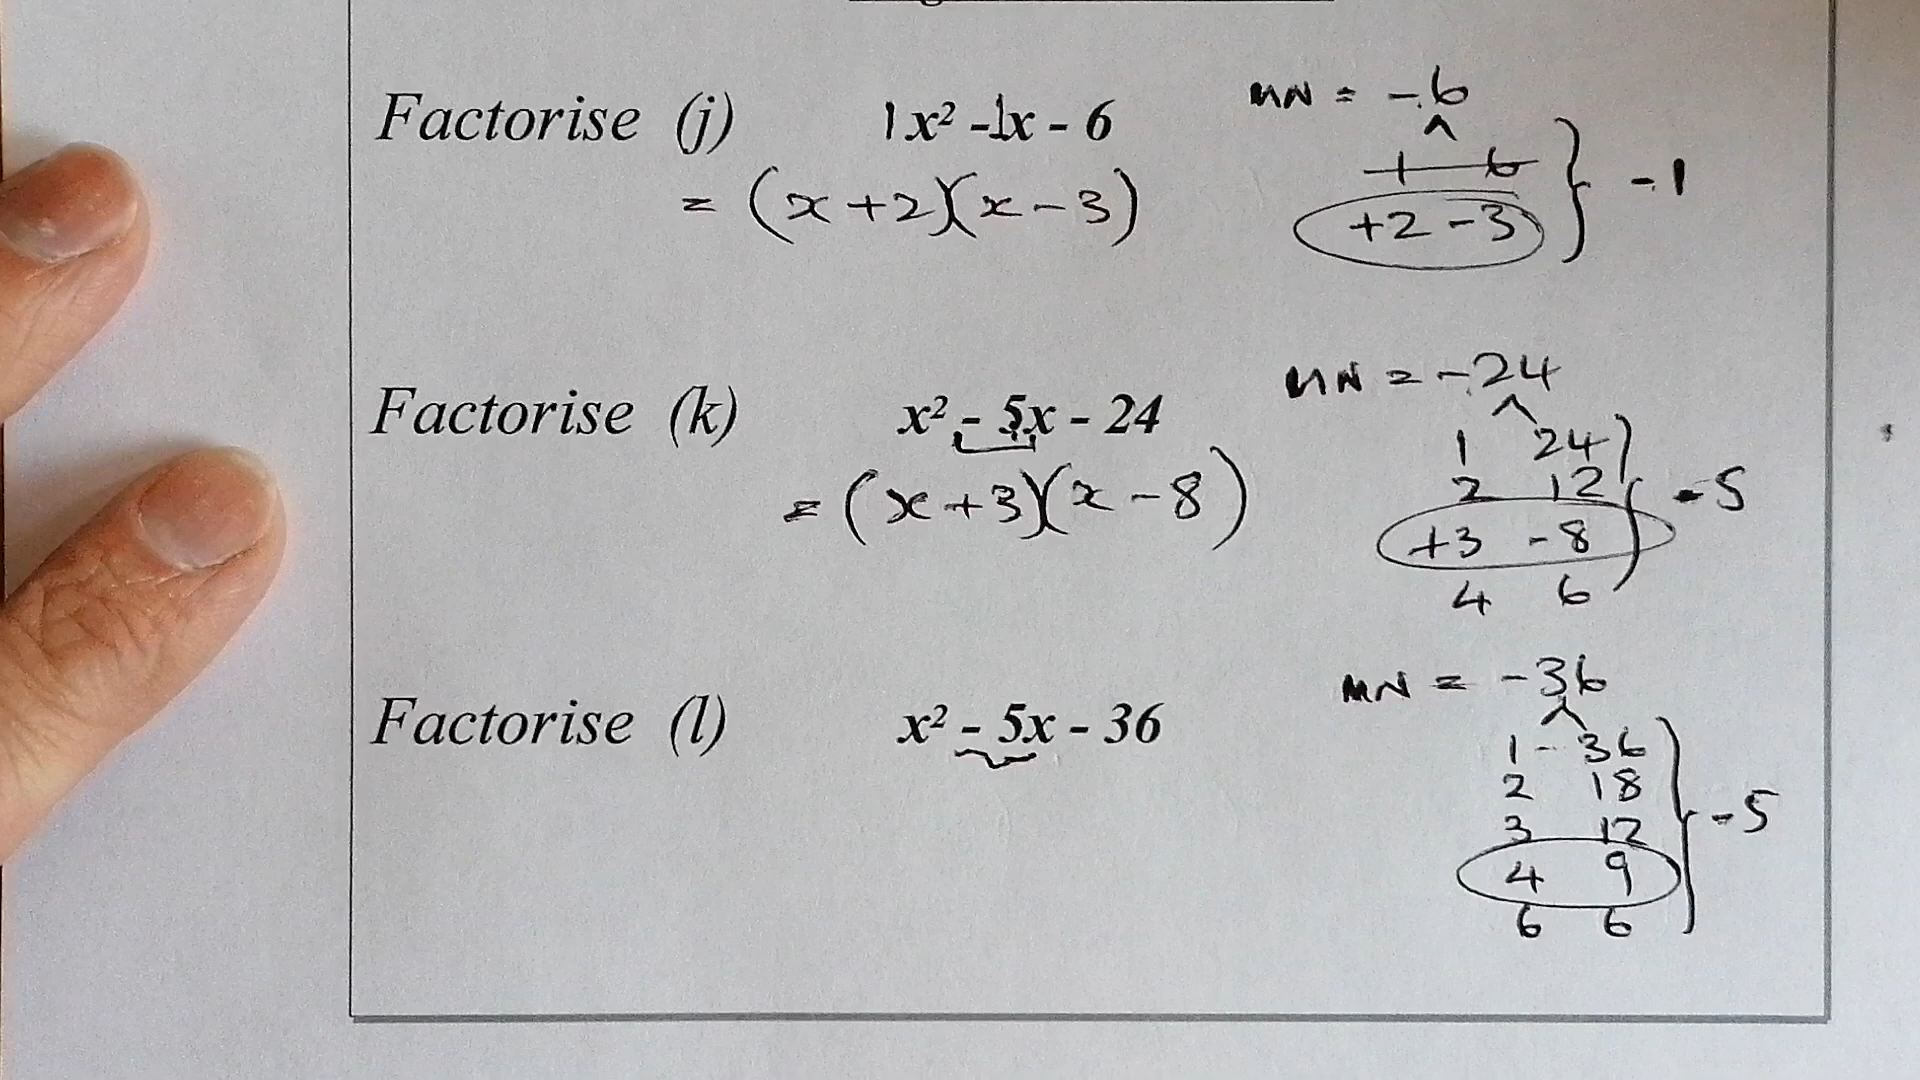 Factorise (j) 1x² -1x - 6 MN = -6
1 6
= (x+2)(x-3) +2 -3 } -1
Factorise (k) x² - 5x - 24 MN = -24
1 24
= (x+3)(x-8) 2 12 } -5
+3 -8
4 6
Factorise (l) x² - 5x - 36 MN = -36
1 - 36
2 18
3 12 } -5
4 9
6 6